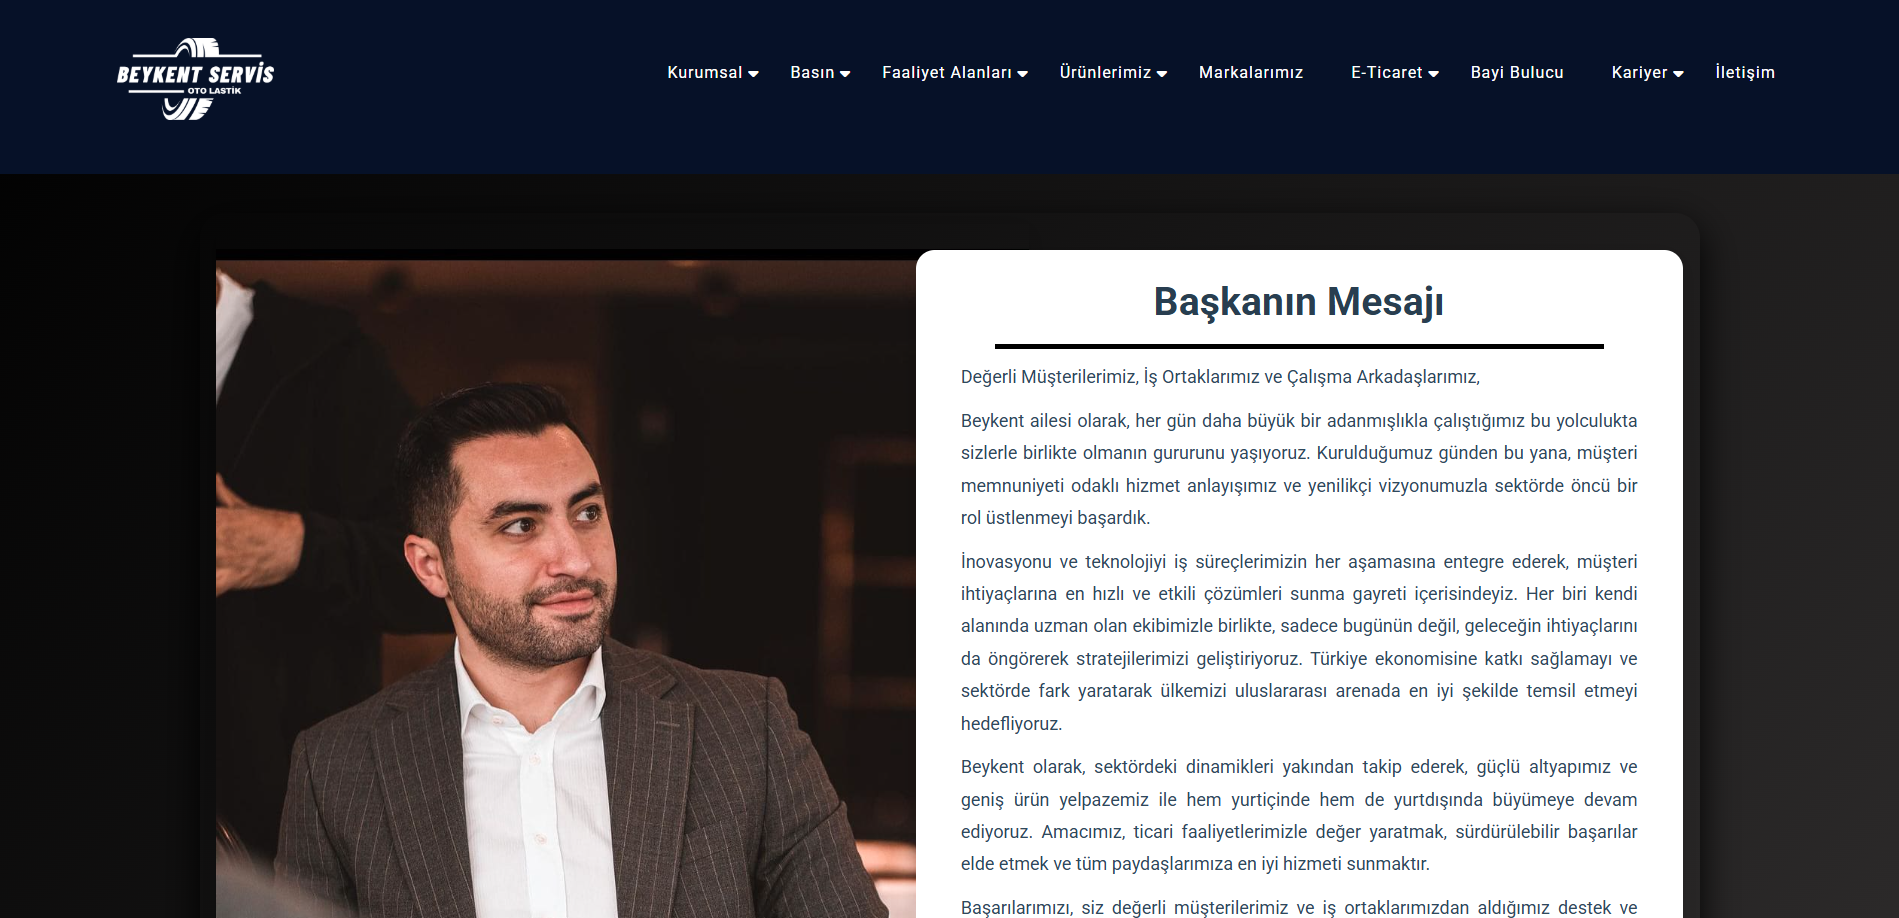 BEYKENT SERVİS
OTO LASTİK
Kurumsal
Basın
Faaliyet Alanları
Ürünlerimiz
Markalarımız
E-Ticaret
Bayi Bulucu
Kariyer
İletişim
Başkanın Mesajı
Değerli Müşterilerimiz, İş Ortaklarımız ve Çalışma Arkadaşlarımız,
Beykent ailesi olarak, her gün daha büyük bir adanmışlıkla çalıştığımız bu yolculukta
sizlerle birlikte olmanın gururunu yaşıyoruz. Kurulduğumuz günden bu yana, müşteri
memnuniyeti odaklı hizmet anlayışımız ve yenilikçi vizyonumuzla sektörde öncü bir
rol üstlenmeyi başardık.
İnovasyonu ve teknolojiyi iş süreçlerimizin her aşamasına entegre ederek, müşteri
ihtiyaçlarına en hızlı ve etkili çözümleri sunma gayreti içerisindeyiz. Her biri kendi
alanında uzman olan ekibimizle birlikte, sadece bugünün değil, geleceğin ihtiyaçlarını
da öngörerek stratejilerimizi geliştiriyoruz. Türkiye ekonomisine katkı sağlamayı ve
sektörde fark yaratarak ülkemizi uluslararası arenada en iyi şekilde temsil etmeyi
hedefliyoruz.
Beykent olarak, sektördeki dinamikleri yakından takip ederek, güçlü altyapımız ve
geniş ürün yelpazemiz ile hem yurtiçinde hem de yurtdışında büyümeye devam
ediyoruz. Amacımız, ticari faaliyetlerimizle değer yaratmak, sürdürülebilir başarılar
elde etmek ve tüm paydaşlarımıza en iyi hizmeti sunmaktır.
Başarılarımızı, siz değerli müşterilerimiz ve iş ortaklarımızdan aldığımız destek ve